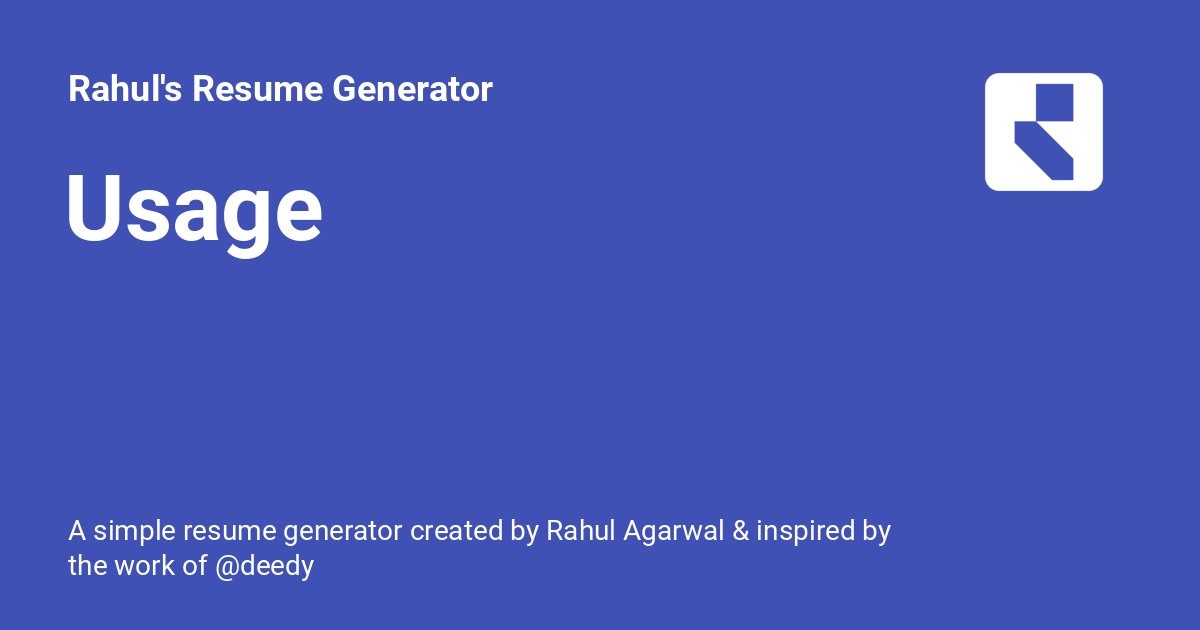 Rahul's Resume Generator
Usage
A simple resume generator created by Rahul Agarwal & inspired by
the work of @deedy